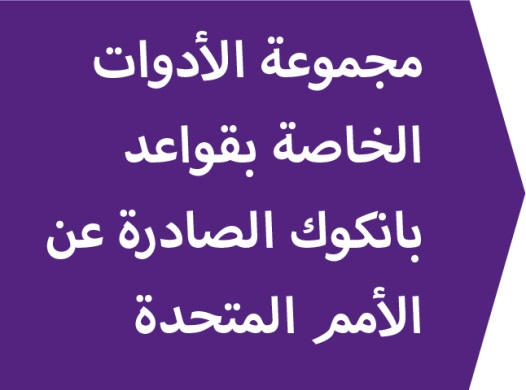 مجموعة الأدوات
الخاصة بقواعد
بانكوك الصادرة عن
الأمم المتحدة